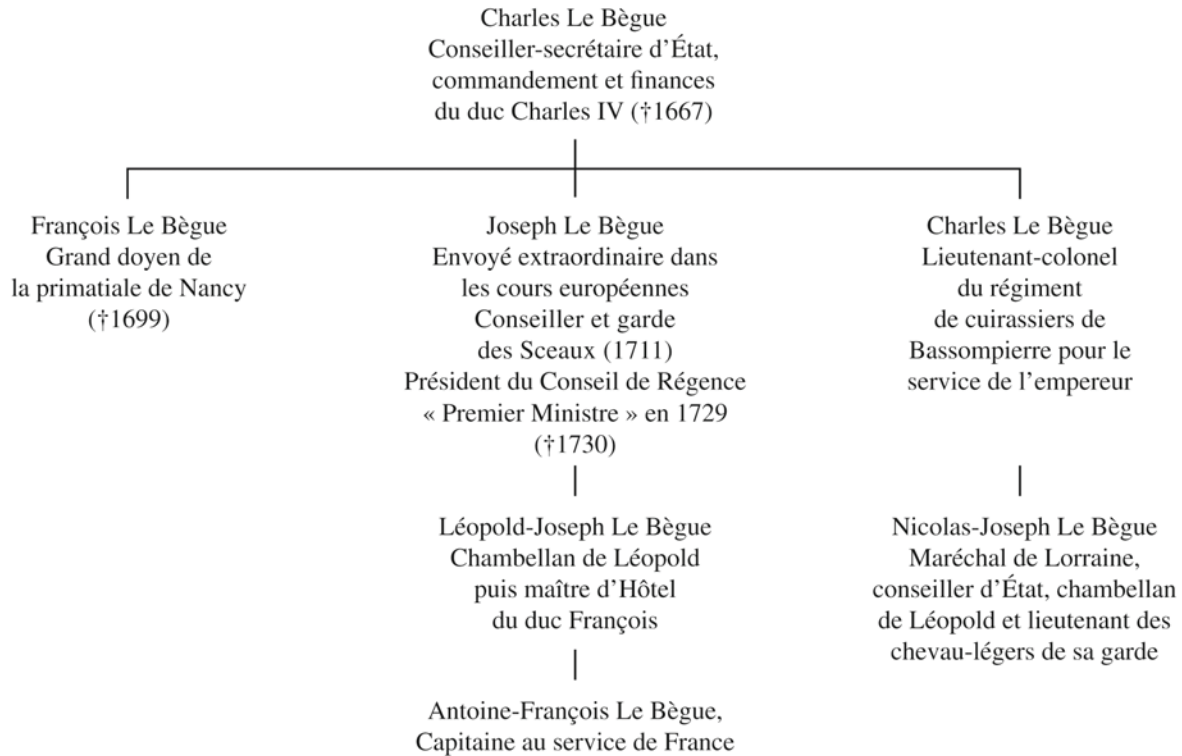 Charles Le Bègue
Conseiller-secrétaire d’État,
commandement et finances
du duc Charles IV (†1667)
François Le Bègue
Grand doyen de
la primatiale de Nancy
(†1699)
Joseph Le Bègue
Envoyé extraordinaire dans
les cours européennes
Conseiller et garde
des Sceaux (1711)
Président du Conseil de Régence
« Premier Ministre » en 1729
(†1730)
Charles Le Bègue
Lieutenant-colonel
du régiment
de cuirassiers de
Bassompierre pour le
service de l’empereur
Léopold-Joseph Le Bègue
Chambellan de Léopold
puis maître d’Hôtel
du duc François
Nicolas-Joseph Le Bègue
Maréchal de Lorraine,
conseiller d’État, chambellan
de Léopold et lieutenant des
chevau-légers de sa garde
Antoine-François Le Bègue,
Capitaine au service de France